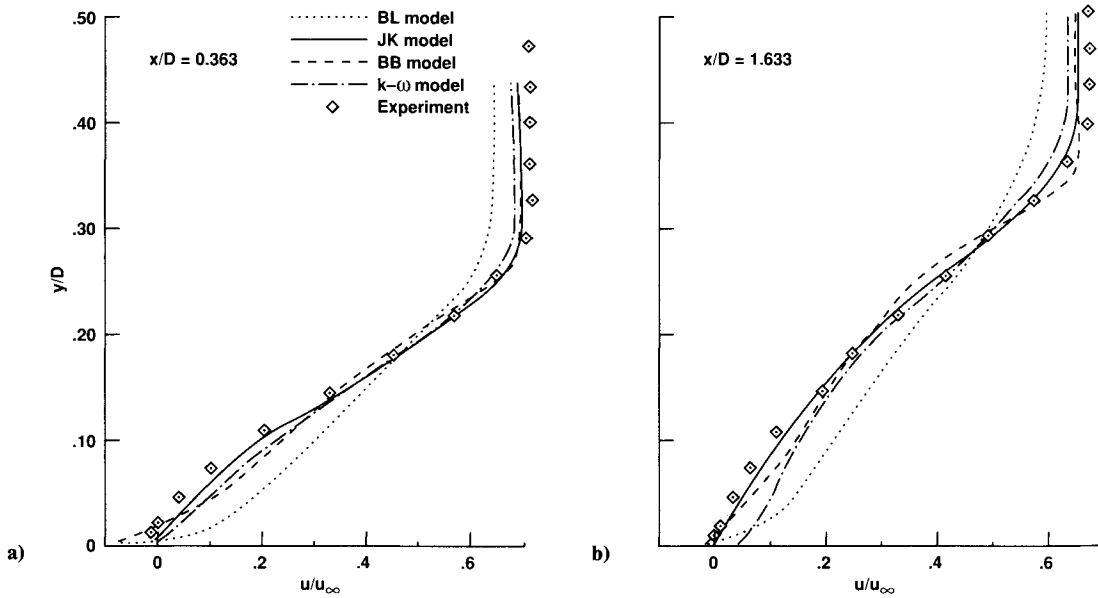 .50
.40
.30
.20
.10
0
y/D
x/D = 0.363
BL model
JK model
BB model
k–ω model
Experiment
0
.2
.4
.6
.7
u/u∞
a)
x/D = 1.633
0
.2
.4
.6
u/u∞
b)